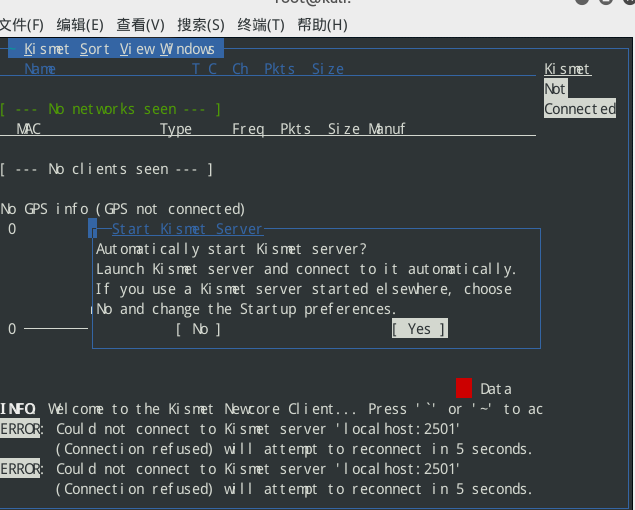 root@kali:
文件(F) 编辑(E) 查看(V) 搜索(S) 终端(T) 帮助(H)
Kismet Sort View Windows
Name T C Ch Pkts Size
Kismet
Not
Connected
[ --- No networks seen --- ]
MAC Type Freq Pkts Size Manuf
[ --- No clients seen --- ]
No GPS info (GPS not connected)
0
Start Kismet Server
Automatically start Kismet server?
Launch Kismet server and connect to it automatically.
If you use a Kismet server started elsewhere, choose
No and change the Startup preferences.
0
[ No ] [ Yes ]
Data
INFO: Welcome to the Kismet Newcore Client... Press '`' or '~' to ac
ERROR: Could not connect to Kismet server 'localhost:2501'
(Connection refused) will attempt to reconnect in 5 seconds.
ERROR: Could not connect to Kismet server 'localhost:2501'
(Connection refused) will attempt to reconnect in 5 seconds.